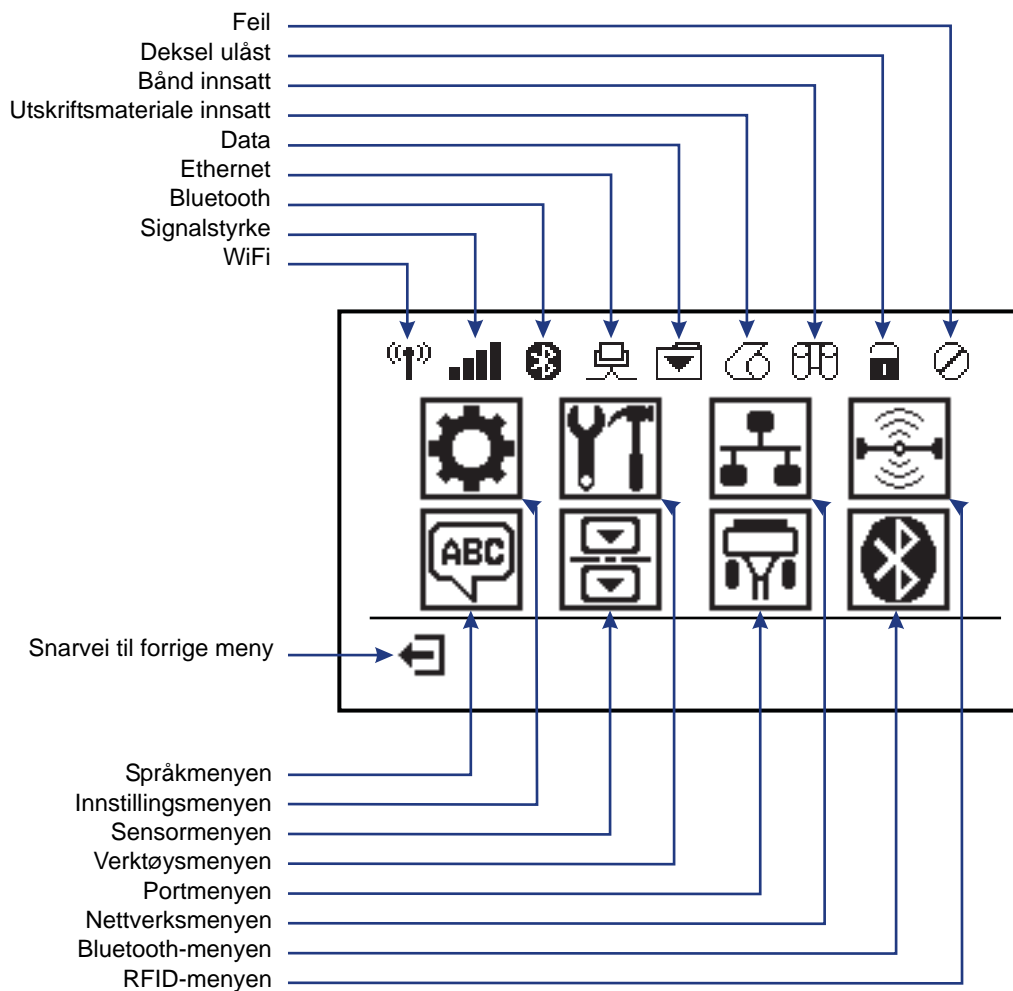 Feil
Deksel ulåst
Bånd innsatt
Utskriftsmateriale innsatt
Data
Ethernet
Bluetooth
Signalstyrke
WiFi
ABC
Snarvei til forrige meny
Språkmenyen
Innstillingsmenyen
Sensormenyen
Verktøysmenyen
Portmenyen
Nettverksmenyen
Bluetooth-menyen
RFID-menyen